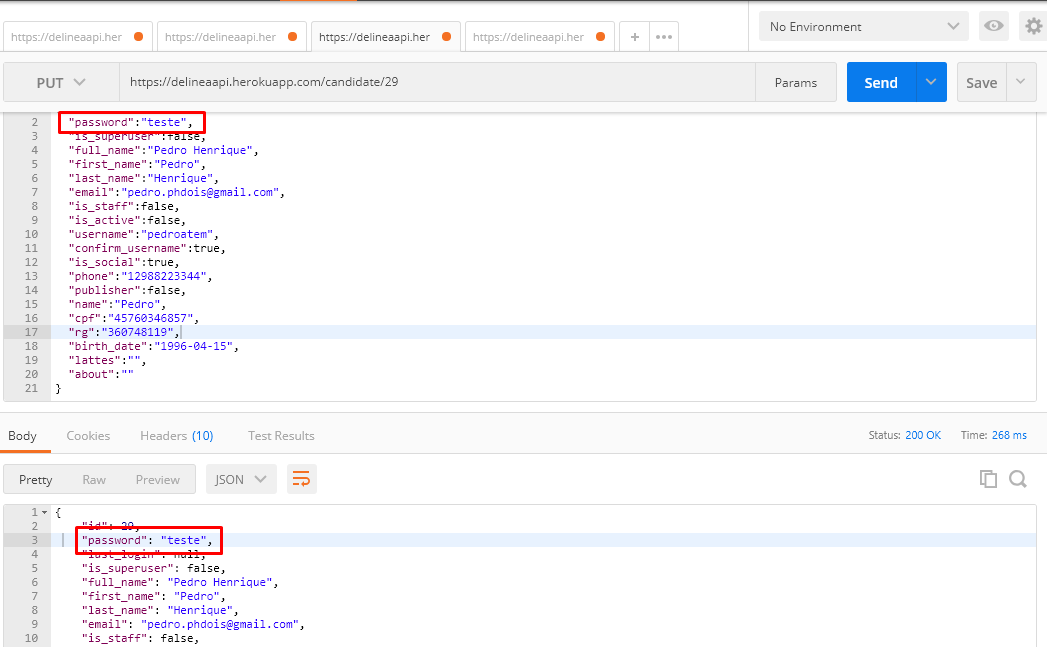 https://delineaapi.her https://delineaapi.her https://delineaapi.her https://delineaapi.her + ••• No Environment
PUT https://delineaapi.herokuapp.com/candidate/29 Params Send Save
2 "password":"teste",
3 "is_superuser":false,
4 "full_name":"Pedro Henrique",
5 "first_name":"Pedro",
6 "last_name":"Henrique",
7 "email":"pedro.phdois@gmail.com",
8 "is_staff":false,
9 "is_active":false,
10 "username":"pedroatem",
11 "confirm_username":true,
12 "is_social":true,
13 "phone":"12988223344",
14 "publisher":false,
15 "name":"Pedro",
16 "cpf":"45760346857",
17 "rg":"360748119",
18 "birth_date":"1996-04-15",
19 "lattes":"",
20 "about":""
21 }
Body Cookies Headers (10) Test Results Status: 200 OK Time: 268 ms
Pretty Raw Preview JSON
1 {
2 "id": 29,
3 "password": "teste",
4 "last_login": null,
5 "is_superuser": false,
6 "full_name": "Pedro Henrique",
7 "first_name": "Pedro",
8 "last_name": "Henrique",
9 "email": "pedro.phdois@gmail.com",
10 "is_staff": false,